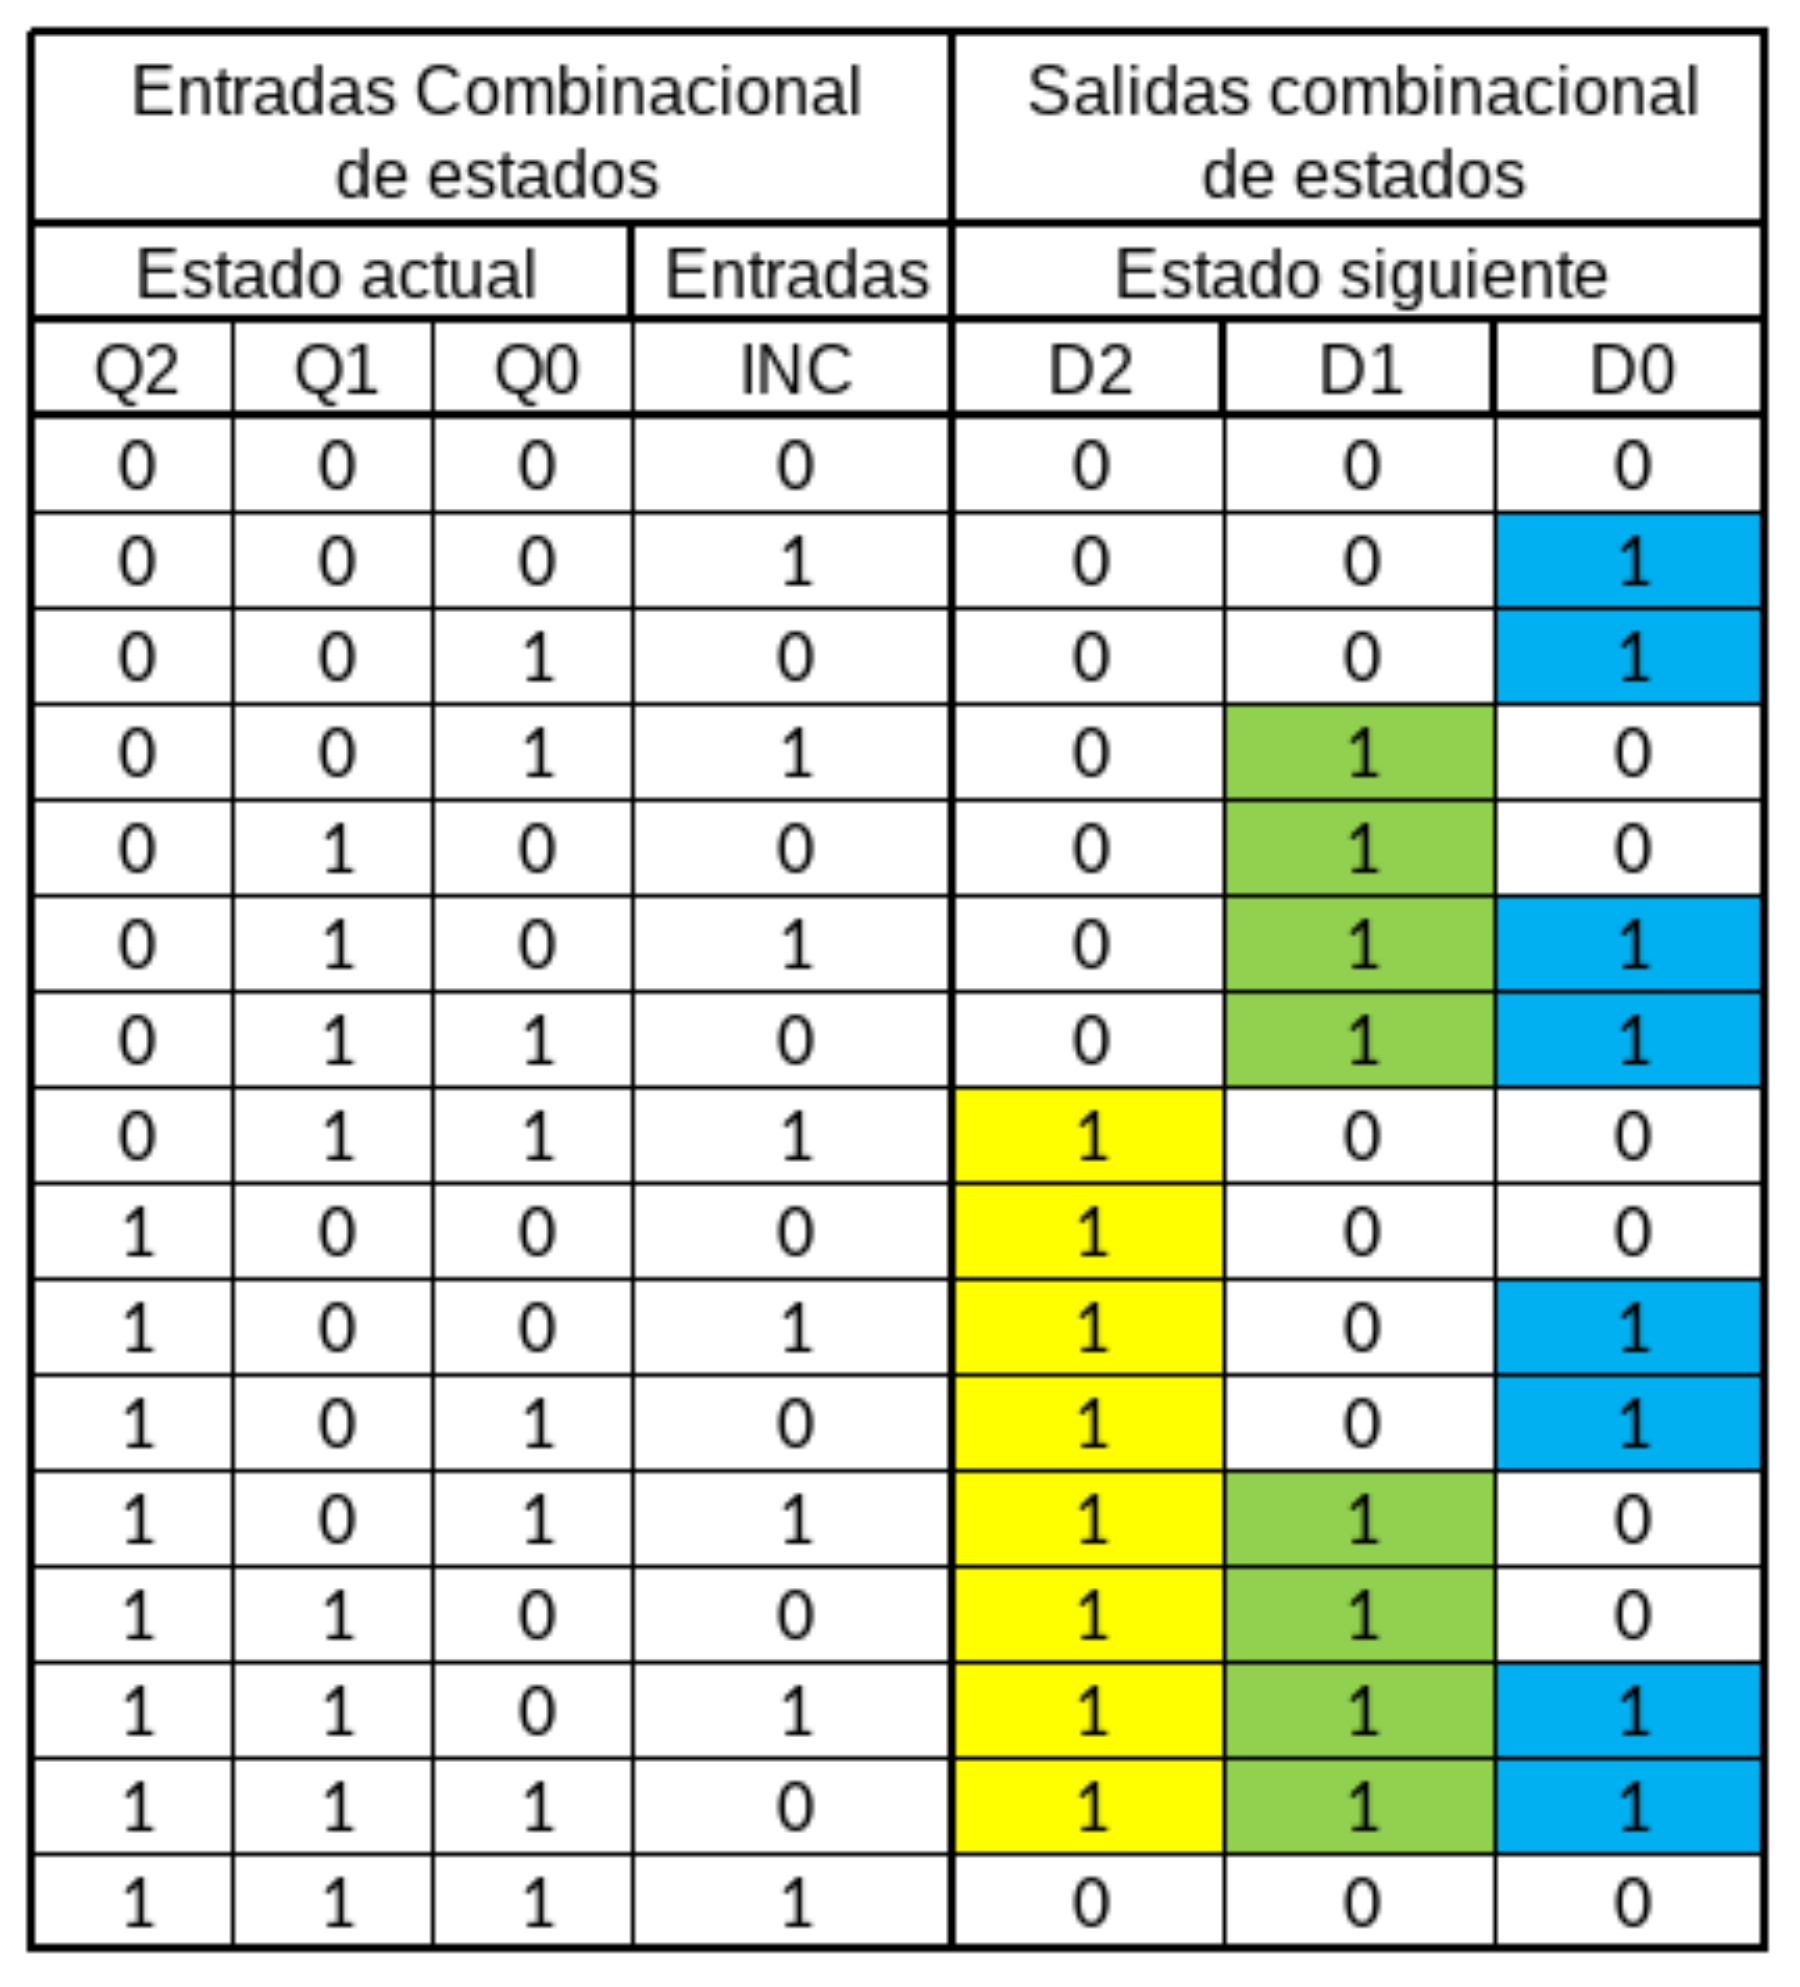 Entradas Combinacional
de estados
Salidas combinacional
de estados
Estado actual Entradas Estado siguiente
Q2 Q1 Q0 INC D2 D1 D0
0 0 0 0 0 0 0
0 0 0 1 0 0 1
0 0 1 0 0 0 1
0 0 1 1 0 1 0
0 1 0 0 0 1 0
0 1 0 1 0 1 1
0 1 1 0 0 1 1
0 1 1 1 1 0 0
1 0 0 0 1 0 0
1 0 0 1 1 0 1
1 0 1 0 1 0 1
1 0 1 1 1 1 0
1 1 0 0 1 1 0
1 1 0 1 1 1 1
1 1 1 0 1 1 1
1 1 1 1 0 0 0